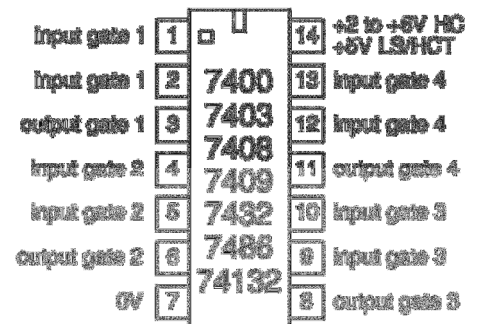 input gate 1 1 14 +2 to +6V HC
+5V LS/HCT
input gate 1 2 7400 13 input gate 4
output gate 1 3 7403 12 input gate 4
7408
input gate 2 4 7409 11 output gate 4
input gate 2 5 7432 10 input gate 3
output gate 2 6 7486 9 input gate 3
0V 7 74132 8 output gate 3